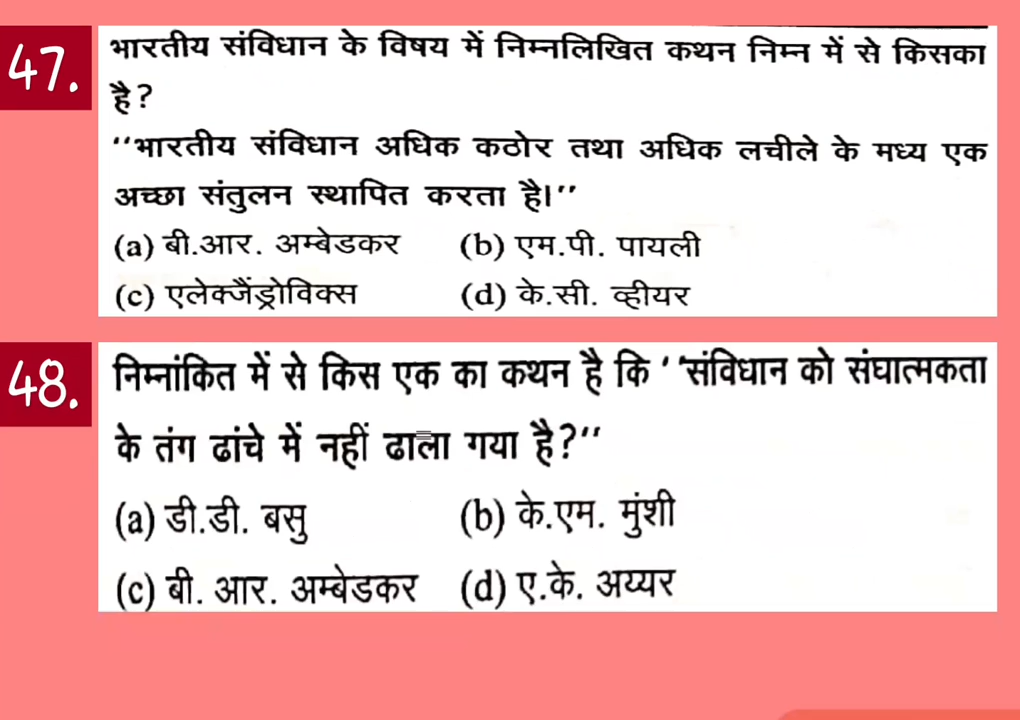 47.
भारतीय संविधान के विषय में निम्नलिखित कथन निम्न में से किसका
है?
‘‘भारतीय संविधान अधिक कठोर तथा अधिक लचीले के मध्य एक
अच्छा संतुलन स्थापित करता है।’’
(a) बी.आर. अम्बेडकर (b) एम.पी. पायली
(c) एलेक्जैंड्रोविक्स (d) के.सी. व्हीयर
48.
निम्नांकित में से किस एक का कथन है कि ‘‘संविधान को संघात्मकता
के तंग ढांचे में नहीं ढाला गया है?’’
(a) डी.डी. बसु (b) के.एम. मुंशी
(c) बी. आर. अम्बेडकर (d) ए.के. अय्यर